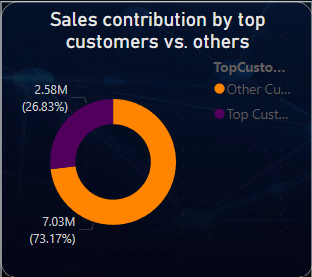 Sales contribution by top
customers vs. others
TopCusto...
Other Cu...
Top Cust...
2.58M
(26.83%)
7.03M
(73.17%)